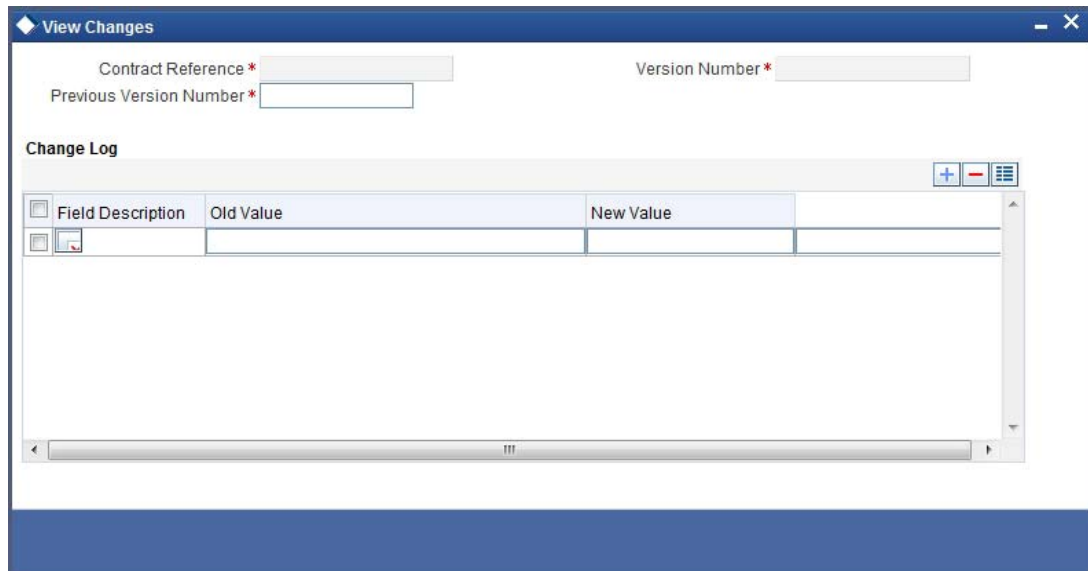 View Changes
Contract Reference *
Version Number *
Previous Version Number *
Change Log
Field Description Old Value New Value